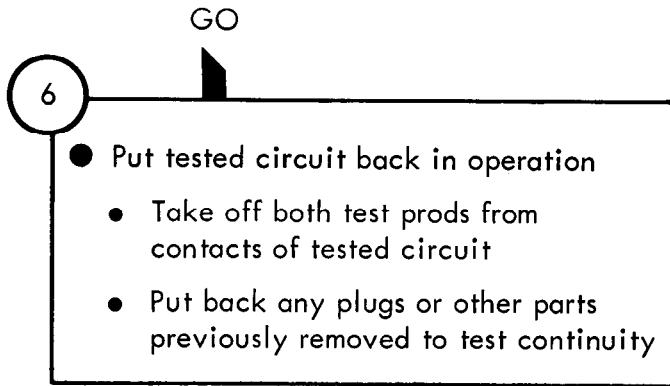 GO
6
● Put tested circuit back in operation
● Take off both test prods from
contacts of tested circuit
● Put back any plugs or other parts
previously removed to test continuity